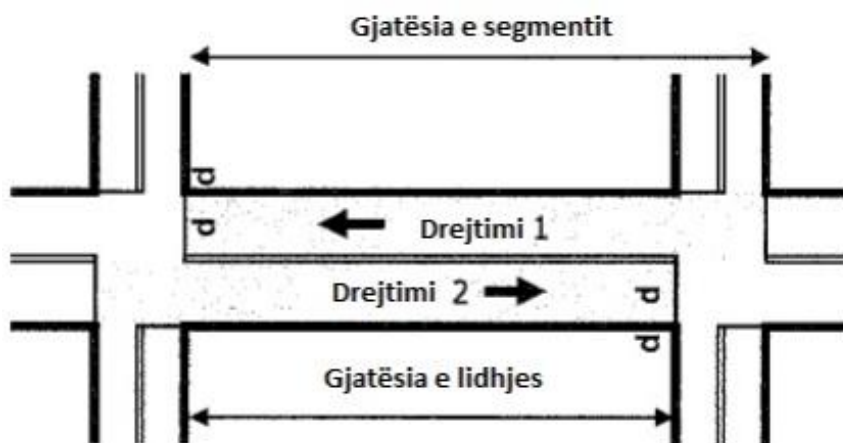 Gjatësia e segmentit
d
d
Drejtimi 1
Drejtimi 2
d
d
Gjatësia e lidhjes